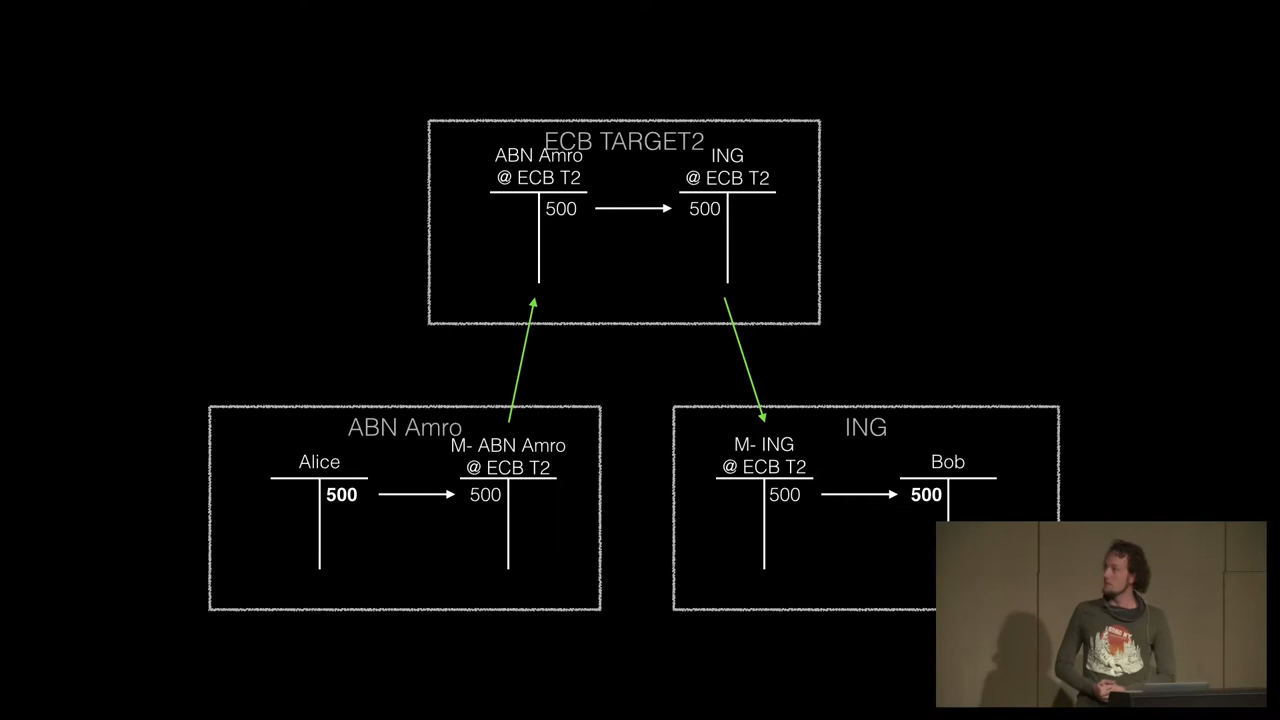 ECB TARGET2
ABN Amro
@ ECB T2
ING
@ ECB T2
500
500
ABN Amro
Alice
M- ABN Amro
@ ECB T2
500
500
ING
M- ING
@ ECB T2
Bob
500
500